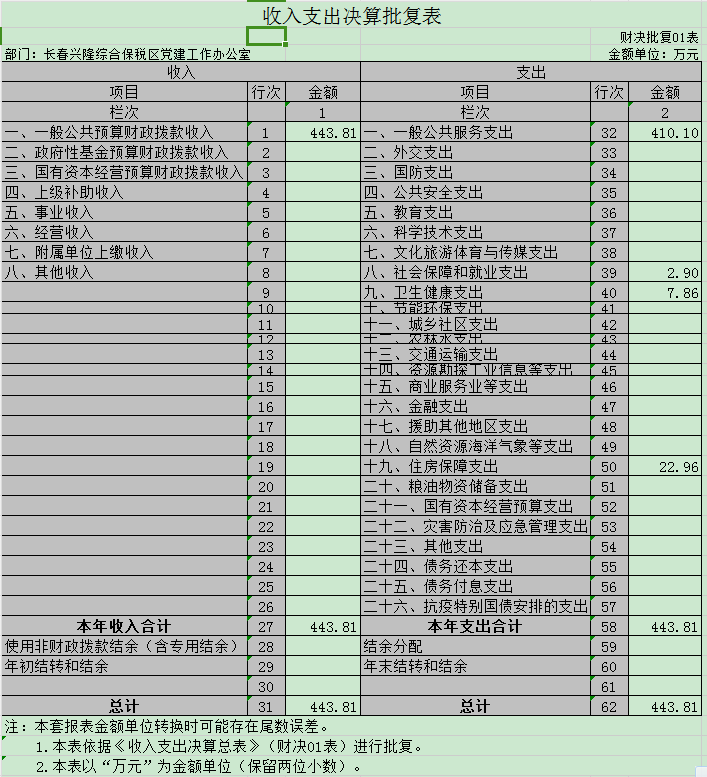 收入支出决算批复表
财决批复01表
部门：长春兴隆综合保税区党建工作办公室 金额单位：万元
收入 支出
项目 行次 金额 项目 行次 金额
栏次 1 栏次 2
一、一般公共预算财政拨款收入 1 443.81 一、一般公共服务支出 32 410.10
二、政府性基金预算财政拨款收入 2 二、外交支出 33
三、国有资本经营预算财政拨款收入 3 三、国防支出 34
四、上级补助收入 4 四、公共安全支出 35
五、事业收入 5 五、教育支出 36
六、经营收入 6 六、科学技术支出 37
七、附属单位上缴收入 7 七、文化旅游体育与传媒支出 38
八、其他收入 8 八、社会保障和就业支出 39 2.90
9 九、卫生健康支出 40 7.86
10 十、节能环保支出 41
11 十一、城乡社区支出 42
12 十二、农林水支出 43
13 十三、交通运输支出 44
14 十四、资源勘探工业信息等支出 45
15 十五、商业服务业等支出 46
16 十六、金融支出 47
17 十七、援助其他地区支出 48
18 十八、自然资源海洋气象等支出 49
19 十九、住房保障支出 50 22.96
20 二十、粮油物资储备支出 51
21 二十一、国有资本经营预算支出 52
22 二十二、灾害防治及应急管理支出 53
23 二十三、其他支出 54
24 二十四、债务还本支出 55
25 二十五、债务付息支出 56
26 二十六、抗疫特别国债安排的支出 57
本年收入合计 27 443.81 本年支出合计 58 443.81
使用非财政拨款结余（含专用结余） 28 结余分配 59
年初结转和结余 29 年末结转和结余 60
30 61
总计 31 443.81 总计 62 443.81
注：本套报表金额单位转换时可能存在尾数误差。
1.本表依据《收入支出决算总表》（财决01表）进行批复。
2.本表以“万元”为金额单位（保留两位小数）。